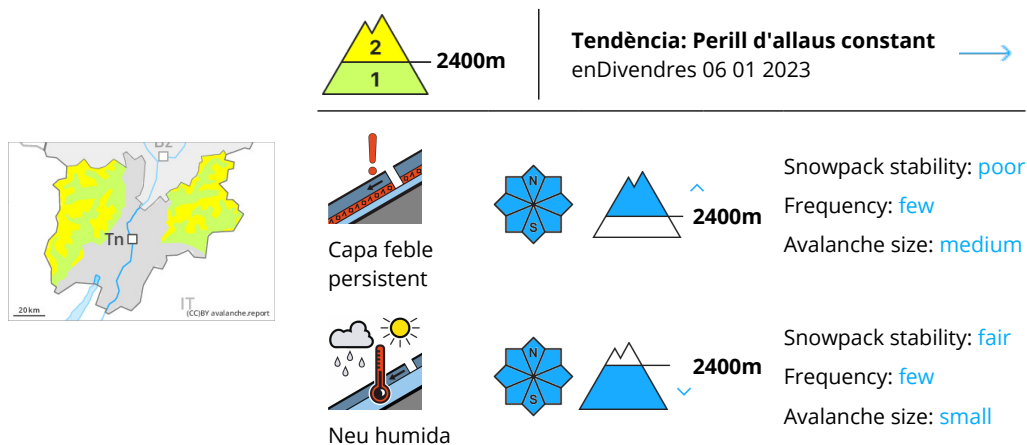 2
1
2400m
Tendència: Perill d'allaus constant
enDivendres 06 01 2023
BZ
Tn
IT
20 km
(CC)BY avalanche.report
Capa feble
persistent
N
S
2400m
Snowpack stability: poor
Frequency: few
Avalanche size: medium
Neu humida
N
S
2400m
Snowpack stability: fair
Frequency: few
Avalanche size: small